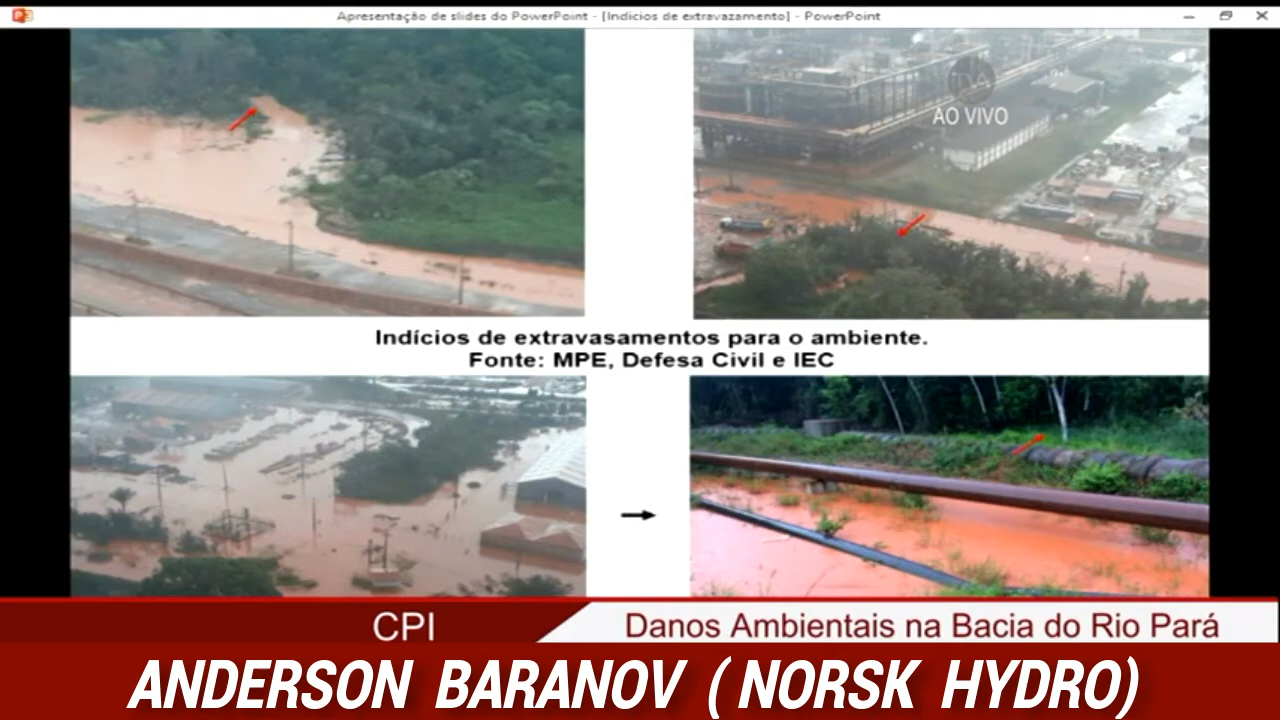 Apresentação de slides do PowerPoint - [Indicios de extravazamento] - PowerPoint
AO VIVO
Indícios de extravasamentos para o ambiente.
Fonte: MPE, Defesa Civil e IEC
CPI
Danos Ambientais na Bacia do Rio Pará
ANDERSON BARANOV ( NORSK HYDRO)